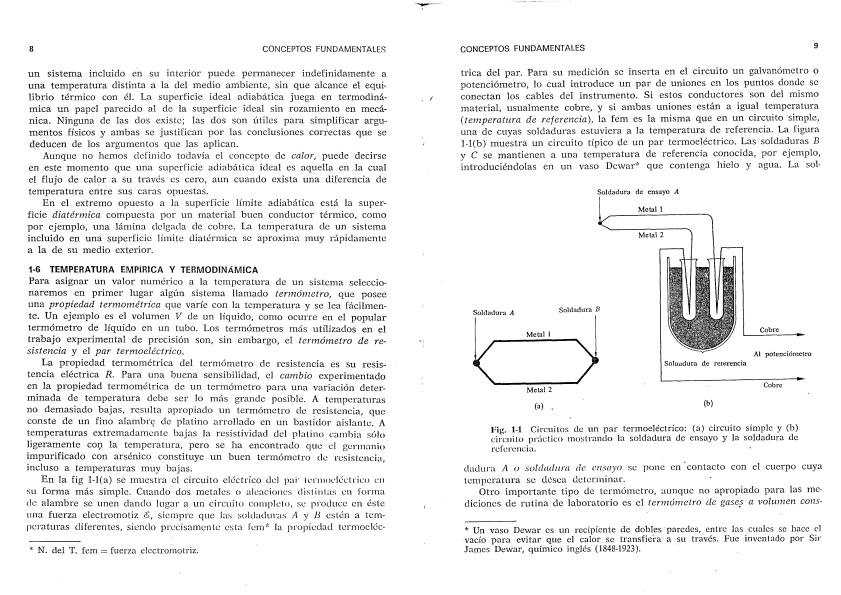 8 CONCEPTOS FUNDAMENTALES
un sistema incluido en su interior puede permanecer indefinidamente a
una temperatura distinta a la del medio ambiente, sin que alcance el equi-
librio térmico con él. La superficie ideal adiabática juega en termodiná-
mica un papel parecido al de la superficie ideal sin rozamiento en mecá-
nica. Ninguna de las dos existe; las dos son útiles para simplificar argu-
mentos físicos y ambas se justifican por las conclusiones correctas que se
deducen de los argumentos que las aplican.
Aunque no hemos definido todavía el concepto de calor, puede decirse
en este momento que una superficie adiabática ideal es aquella en la cual
el flujo de calor a su través es cero, aun cuando exista una diferencia de
temperatura entre sus caras opuestas.
En el extremo opuesto a la superficie límite adiabática está la super-
ficie diatérmica compuesta por un material buen conductor térmico, como
por ejemplo, una lámina delgada de cobre. La temperatura de un sistema
incluido en una superficie límite diatérmica se aproxima muy rápidamente
a la de su medio exterior.
1-6 TEMPERATURA EMPÍRICA Y TERMODINÁMICA
Para asignar un valor numérico a la temperatura de un sistema seleccio-
naremos en primer lugar algún sistema llamado termómetro, que posee
una propiedad termométrica que varíe con la temperatura y se lea fácilmen-
te. Un ejemplo es el volumen V de un líquido, como ocurre en el popular
termómetro de líquido en un tubo. Los termómetros más utilizados en el
trabajo experimental de precisión son, sin embargo, el termómetro de re-
sistencia y el par termoeléctrico.
La propiedad termométrica del termómetro de resistencia es su resis-
tencia eléctrica R. Para una buena sensibilidad, el cambio experimentado
en la propiedad termométrica de un termómetro para una variación deter-
minada de temperatura debe ser lo más grande posible. A temperaturas
no demasiado bajas, resulta apropiado un termómetro de resistencia, que
conste de un fino alambre de platino arrollado en un bastidor aislante. A
temperaturas extremadamente bajas la resistividad del platino cambia sólo
ligeramente con la temperatura, pero se ha encontrado que el germanio
impurificado con arsénico constituye un buen termómetro de resistencia,
incluso a temperaturas muy bajas.
En la fig 1-1(a) se muestra el circuito eléctrico del par termoeléctrico en
su forma más simple. Cuando dos metales o aleaciones distintas en forma
de alambre se unen dando lugar a un circuito completo, se produce en éste
una fuerza electromotiz ℰ, siempre que las soldaduras A y B estén a tem-
peraturas diferentes, siendo precisamente esta fem* la propiedad termoeléc-
* N. del T. fem = fuerza electromotriz.
CONCEPTOS FUNDAMENTALES 9
trica del par. Para su medición se inserta en el circuito un galvanómetro o
potenciómetro, lo cual introduce un par de uniones en los puntos donde se
conectan los cables del instrumento. Si estos conductores son del mismo
material, usualmente cobre, y si ambas uniones están a igual temperatura
(temperatura de referencia), la fem es la misma que en un circuito simple,
una de cuyas soldaduras estuviera a la temperatura de referencia. La figura
1-1(b) muestra un circuito típico de un par termoeléctrico. Las soldaduras B
y C se mantienen a una temperatura de referencia conocida, por ejemplo,
introduciéndolas en un vaso Dewar* que contenga hielo y agua. La sol-
Soldadura de ensayo A
Metal 1
Metal 2
Soldadura A
Soldadura B
Metal 1
Metal 2
(a)
Cobre
Al potenciómetro
Soldadura de referencia
Cobre
(b)
Fig. 1-1 Circuitos de un par termoeléctrico: (a) circuito simple y (b)
circuito práctico mostrando la soldadura de ensayo y la soldadura de
referencia.
dadura A o soldadura de ensayo se pone en contacto con el cuerpo cuya
temperatura se desea determinar.
Otro importante tipo de termómetro, aunque no apropiado para las me-
diciones de rutina de laboratorio es el termómetro de gases a volumen cons-
* Un vaso Dewar es un recipiente de dobles paredes, entre las cuales se hace el
vacío para evitar que el calor se transfiera a su través. Fue inventado por Sir
James Dewar, químico inglés (1848-1923).